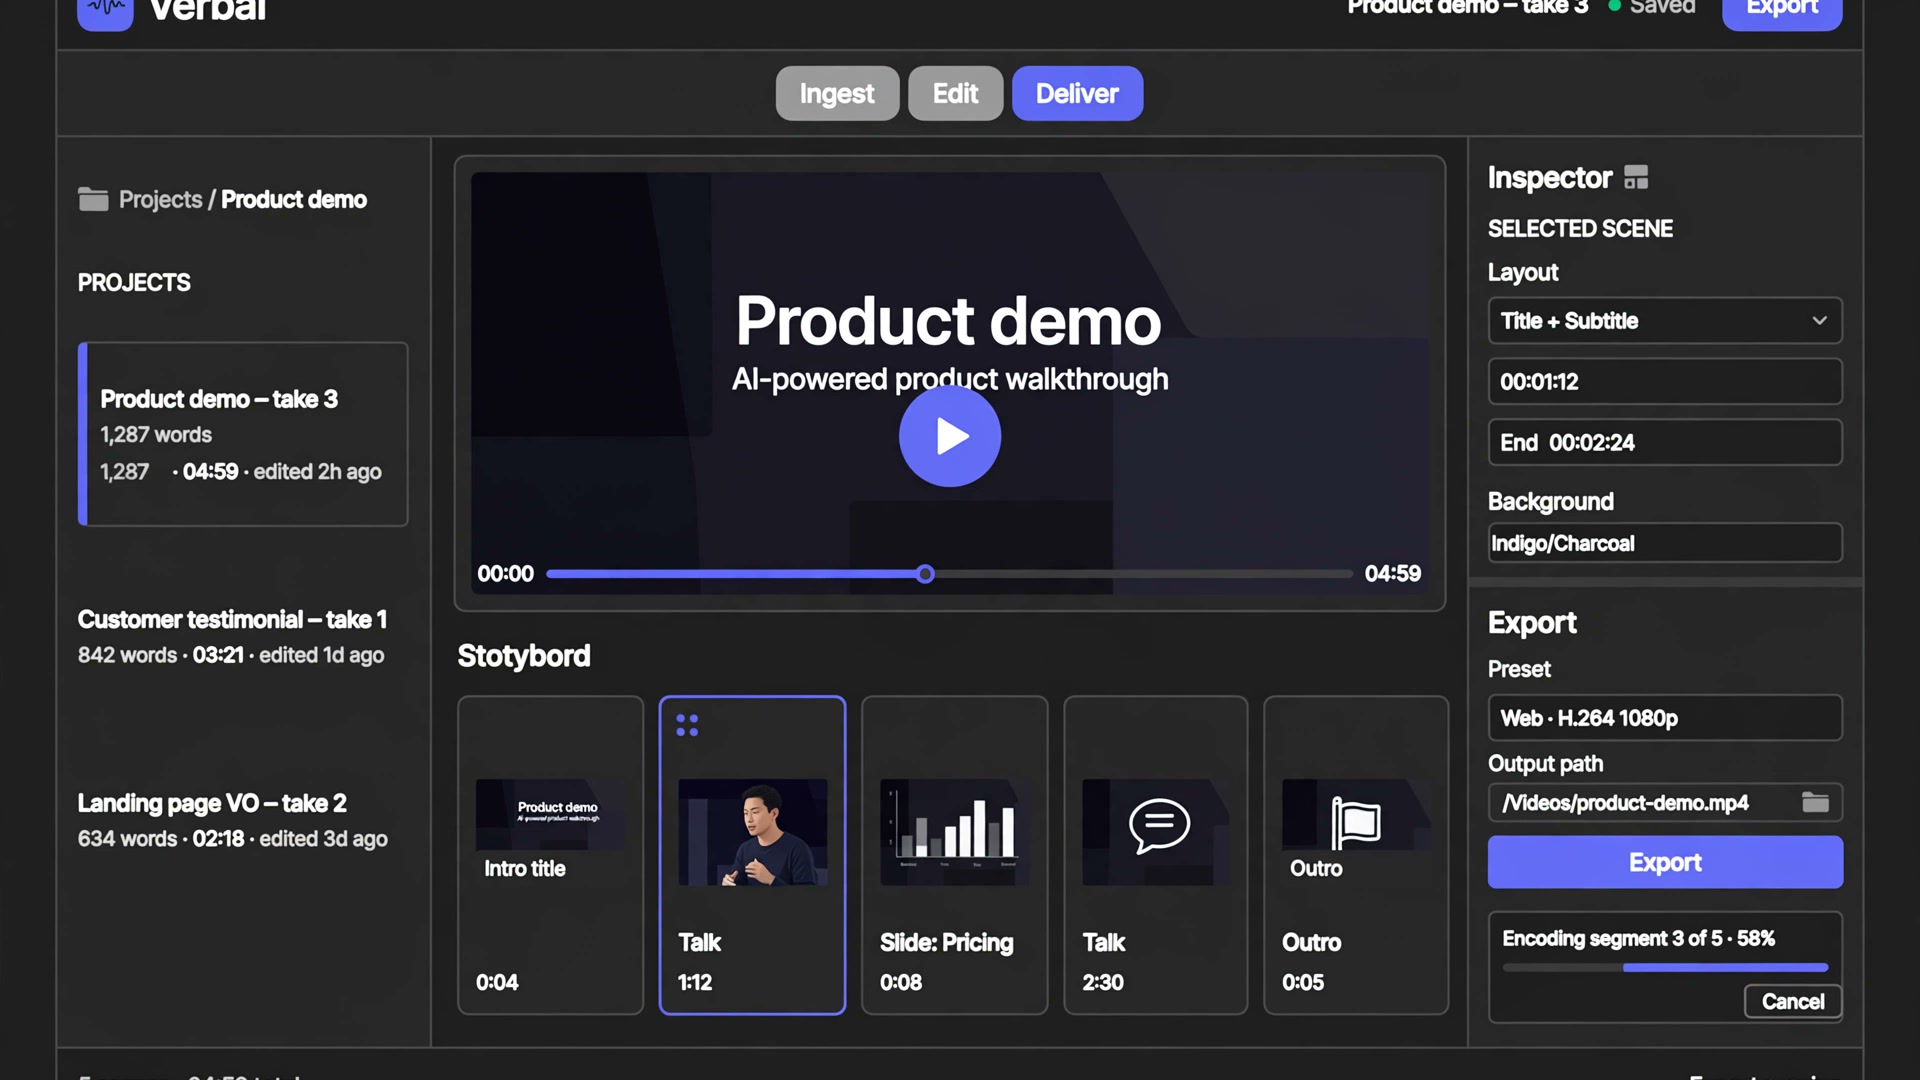 Verbal
Product demo – take 3
Saved
Export
Ingest
Edit
Deliver
Projects / Product demo
PROJECTS
Product demo – take 3
1,287 words
1,287 · 04:59 · edited 2h ago
Customer testimonial – take 1
842 words · 03:21 · edited 1d ago
Landing page VO – take 2
634 words · 02:18 · edited 3d ago
Product demo
AI-powered product walkthrough
00:00
04:59
Stotybord
Product demo
Intro title
0:04
Talk
1:12
Slide: Pricing
0:08
Talk
2:30
Outro
Outro
0:05
Inspector
SELECTED SCENE
Layout
Title + Subtitle
00:01:12
End 00:02:24
Background
Indigo/Charcoal
Export
Preset
Web · H.264 1080p
Output path
/Videos/product-demo.mp4
Export
Encoding segment 3 of 5 · 58%
Cancel